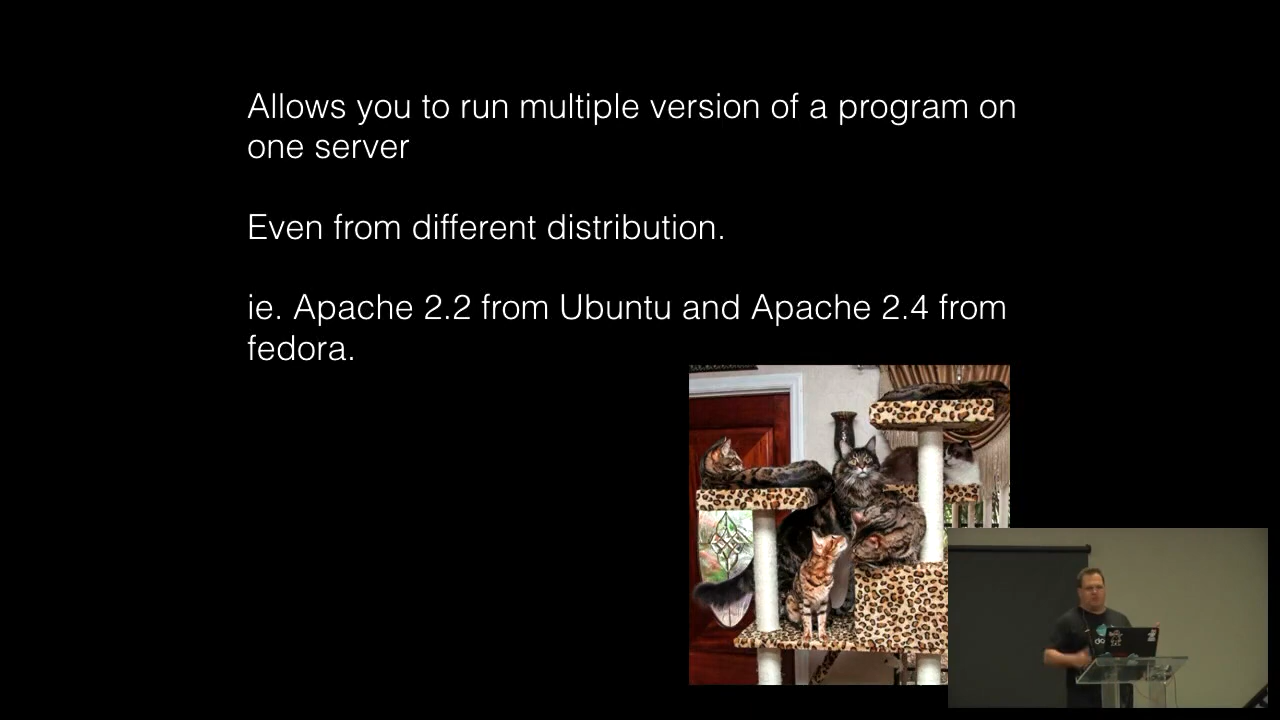 Allows you to run multiple version of a program on
one server
Even from different distribution.
ie. Apache 2.2 from Ubuntu and Apache 2.4 from
fedora.